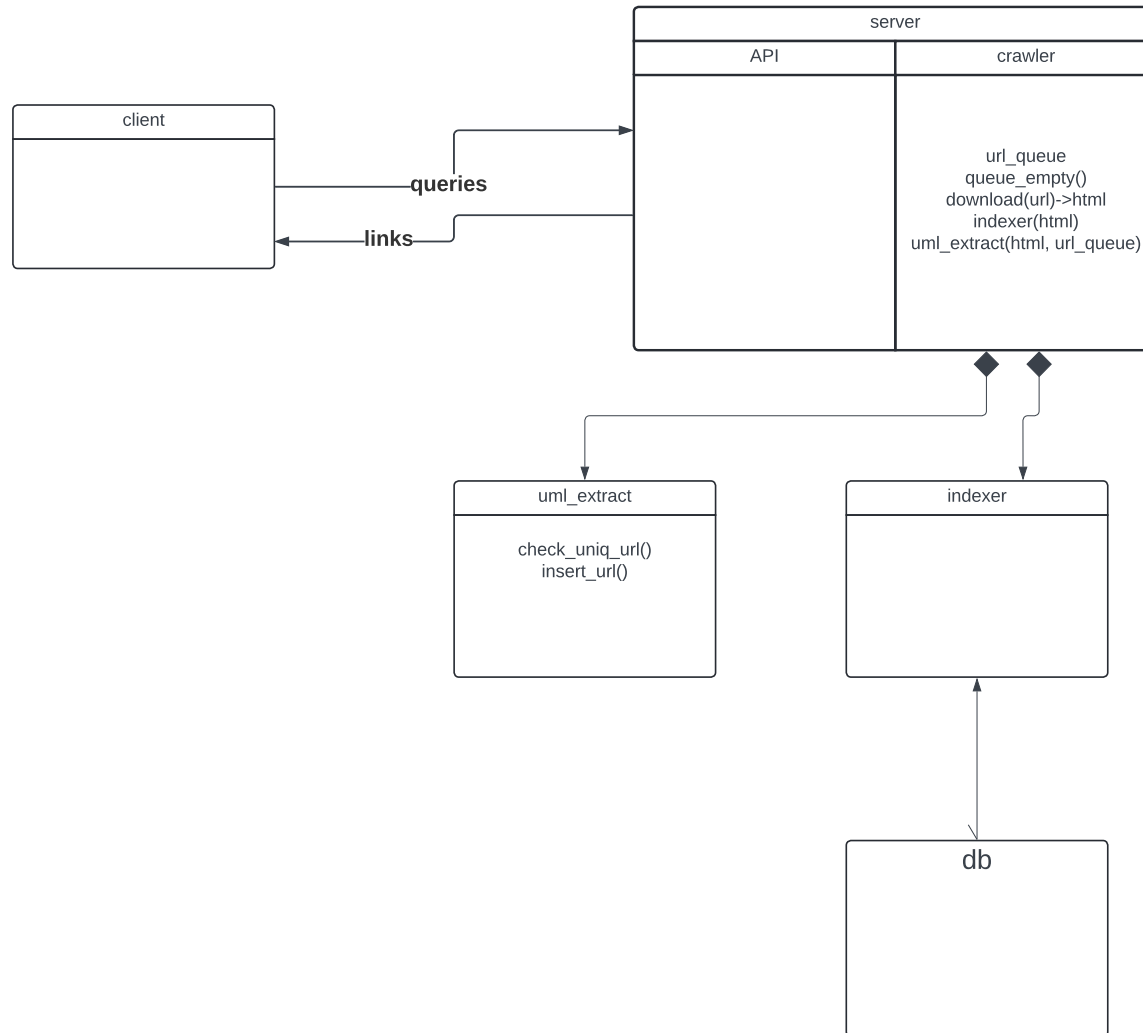 server
API
crawler
client
url_queue
queue_empty()
download(url)->html
indexer(html)
uml_extract(html, url_queue)
queries
links
uml_extract
check_uniq_url()
insert_url()
indexer
db